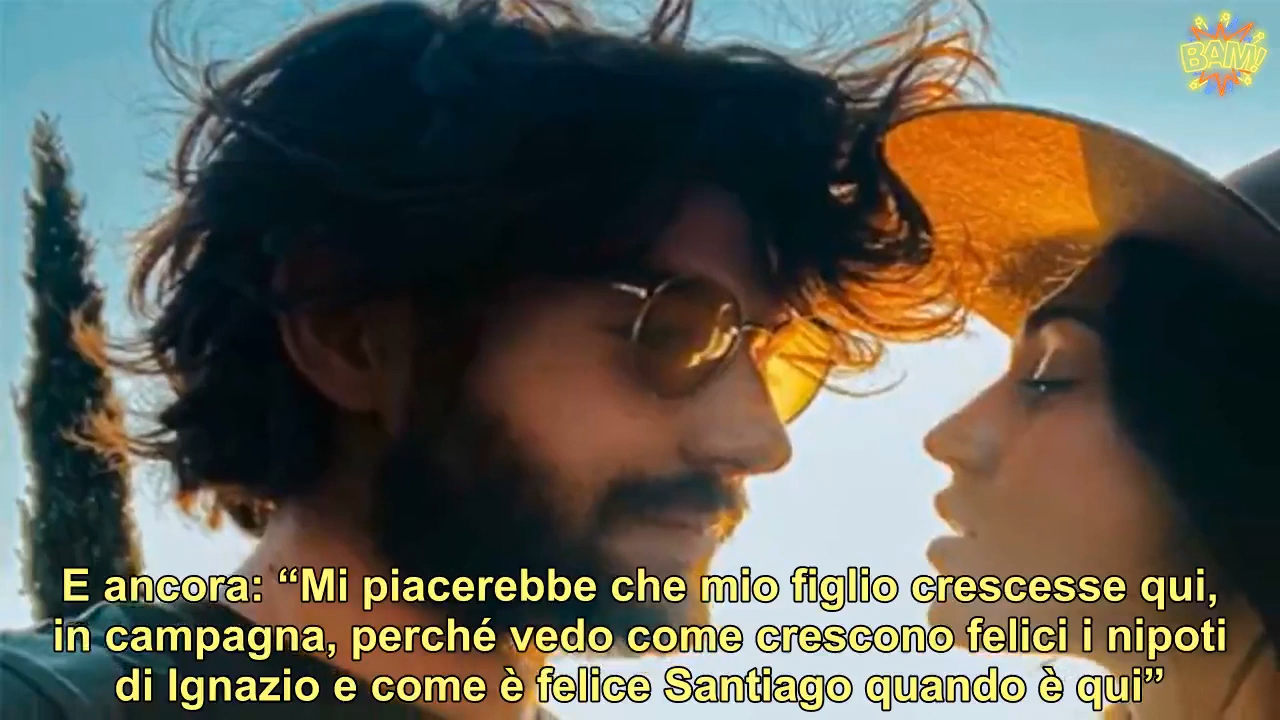 BAM!
E ancora: “Mi piacerebbe che mio figlio crescesse qui,
in campagna, perché vedo come crescono felici i nipoti
di Ignazio e come è felice Santiago quando è qui”